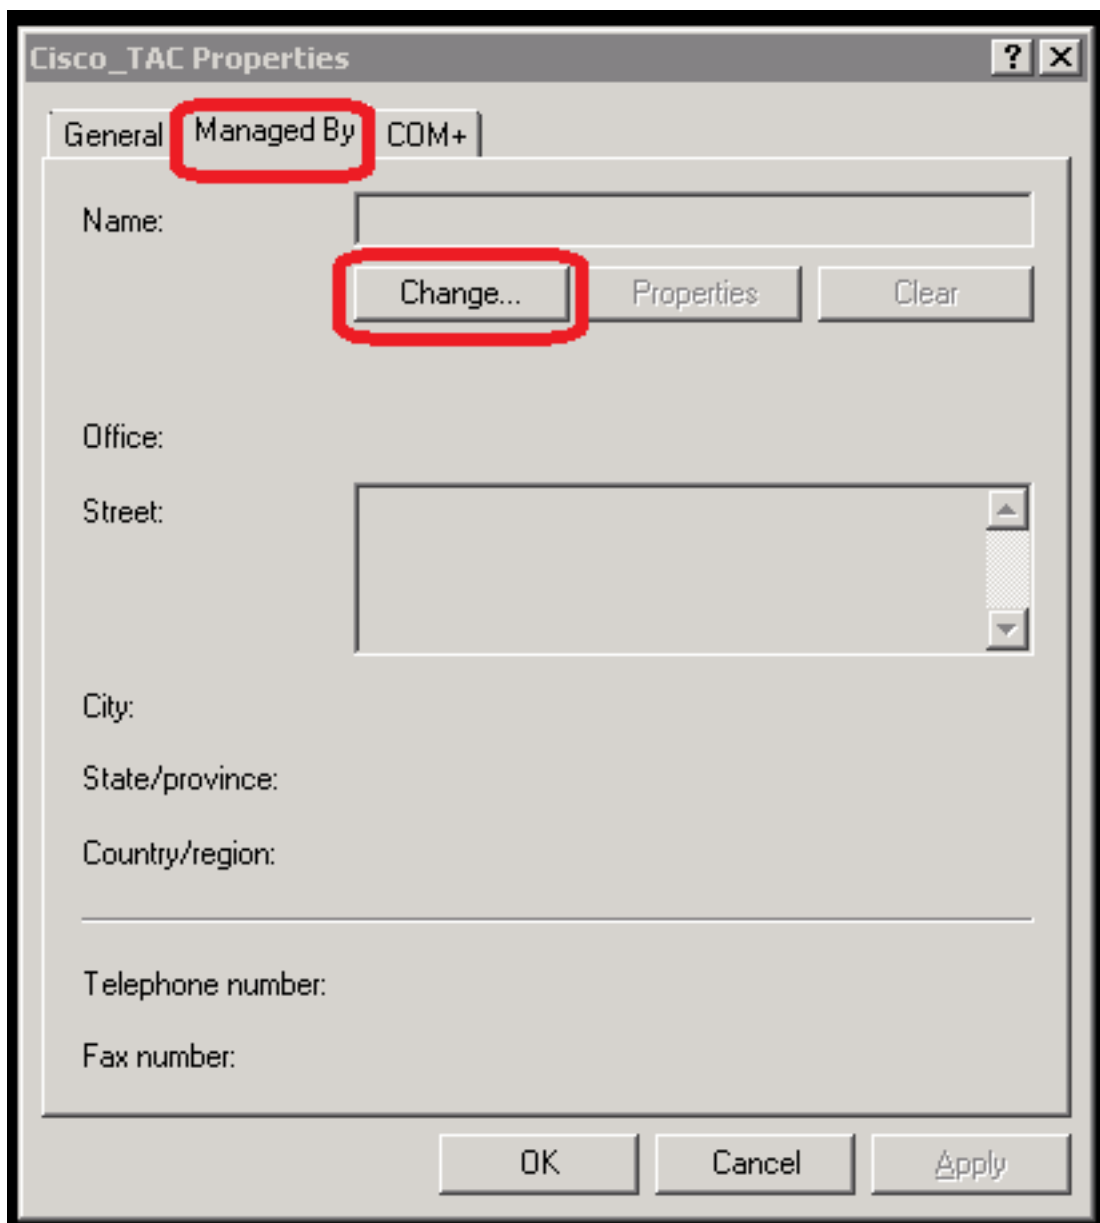 Cisco_TAC Properties
General Managed By COM+
Name:
Change... Properties Clear
Office:
Street:
City:
State/province:
Country/region:
Telephone number:
Fax number:
OK Cancel Apply